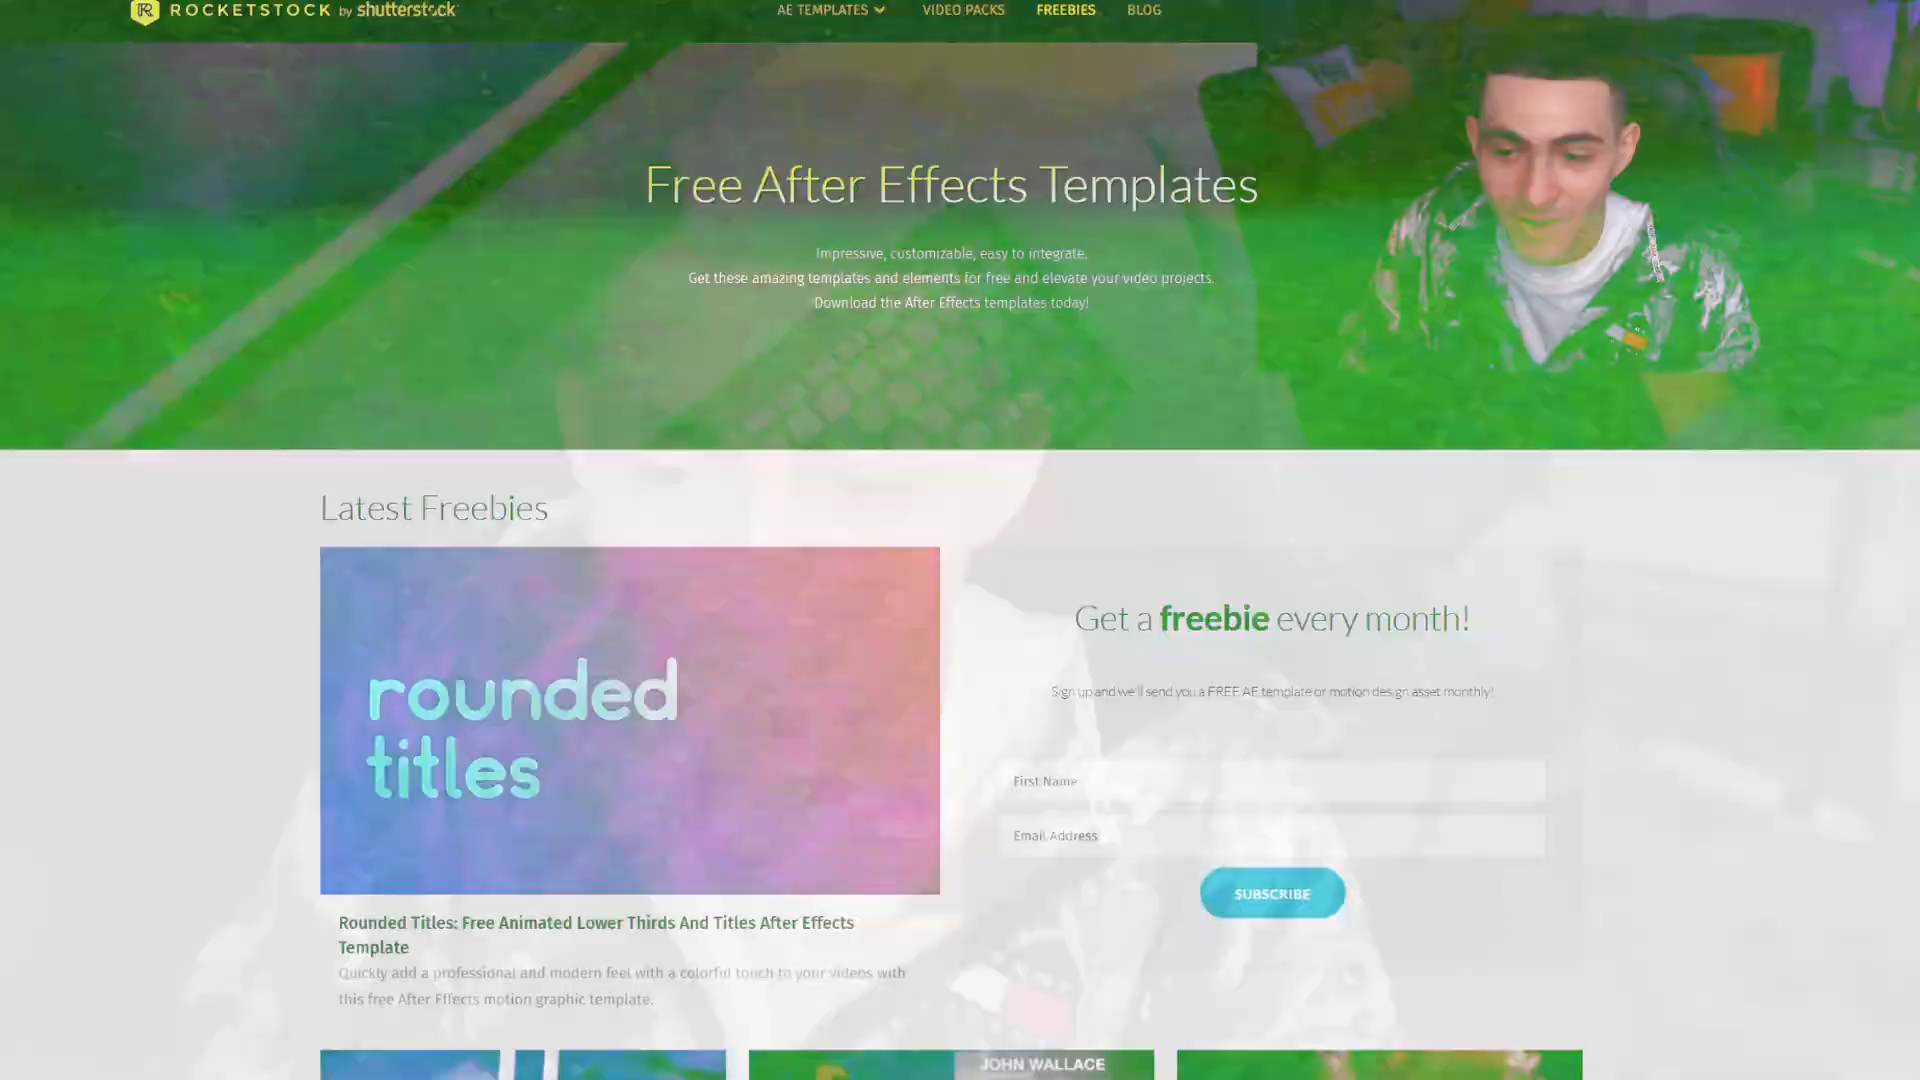 ROCKETSTOCK by shutterstock
AE TEMPLATES
VIDEO PACKS
FREEBIES
BLOG
Free After Effects Templates
Impressive, customizable, easy to integrate.
Get these amazing templates and elements for free and elevate your video projects.
Download the After Effects templates today!
Latest Freebies
rounded
titles
Rounded Titles: Free Animated Lower Thirds And Titles After Effects
Template
Quickly add a professional and modern feel with a colorful touch to your videos with
this free After Effects motion graphic template.
Get a freebie every month!
Sign up and we'll send you a FREE AE template or motion design asset monthly!
First Name
Email Address
SUBSCRIBE
JOHN WALLACE